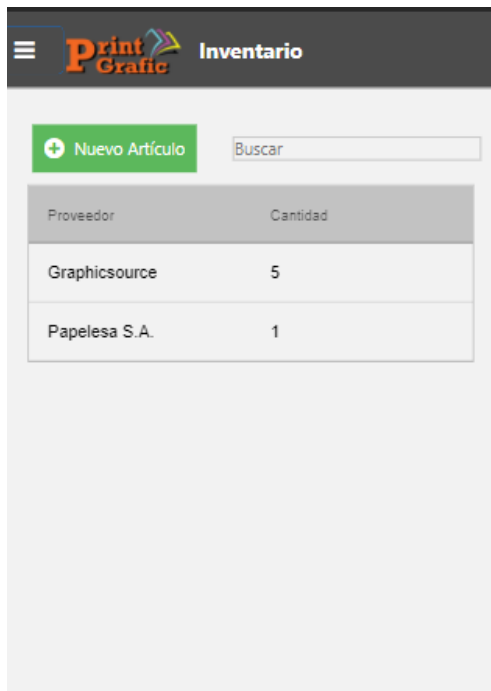 Print
Grafic
Inventario
Nuevo Artículo
Buscar
Proveedor Cantidad
Graphicsource 5
Papelesa S.A. 1